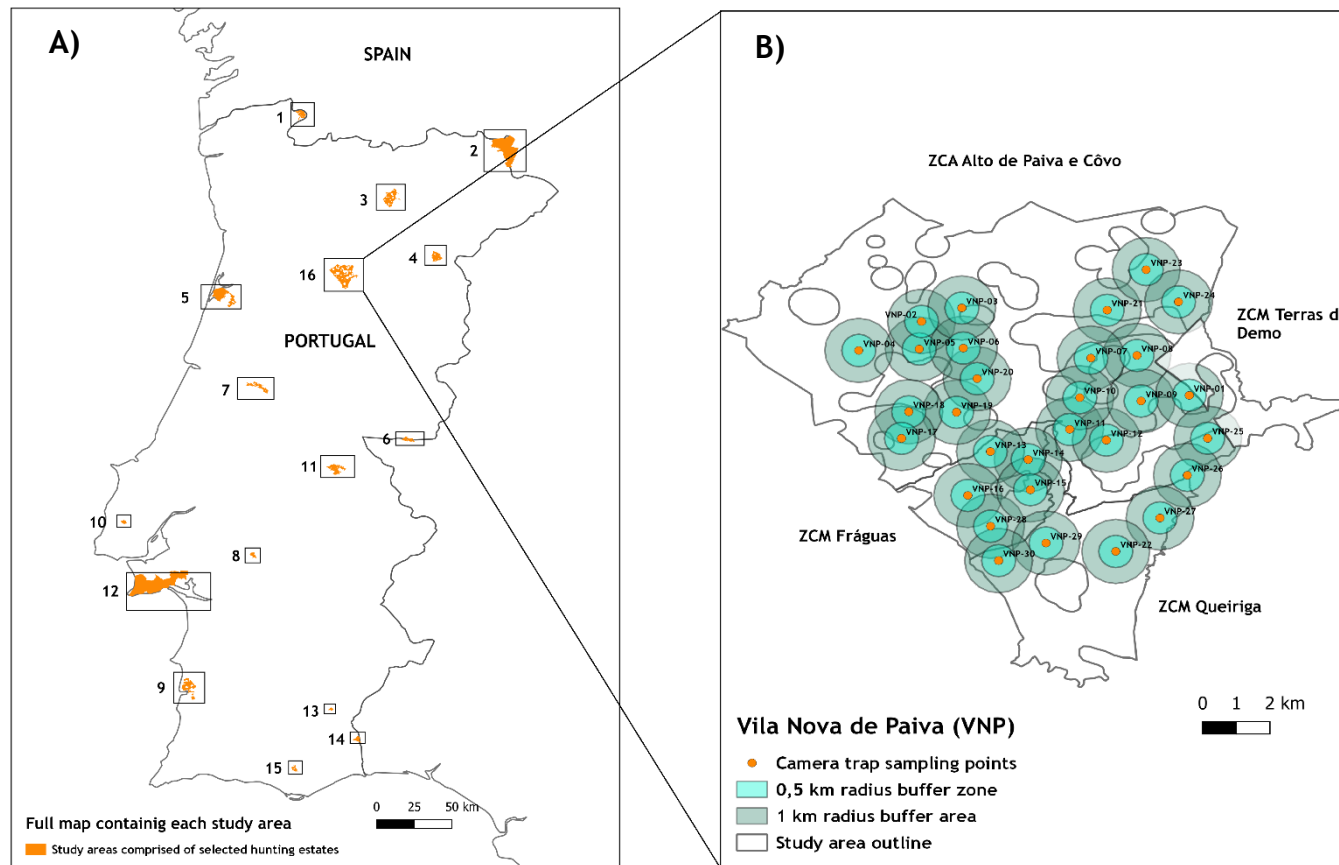 A)
SPAIN
1
2
3
4
16
5
PORTUGAL
7
6
11
10
8
12
9
13
14
15
0 25 50 km
Full map containig each study area
Study areas comprised of selected hunting estates
B)
ZCA Alto de Paiva e Côvo
VNP-23
VNP-24
VNP-21
VNP-03
VNP-02
ZCM Terras d
Demo
VNP-04
VNP-05
VNP-06
VNP-07
VNP-08
VNP-20
VNP-01
VNP-10
VNP-09
VNP-18
VNP-19
VNP-17
VNP-11
VNP-12
VNP-25
VNP-13
VNP-14
VNP-26
VNP-16
VNP-15
VNP-27
VNP-28
ZCM Fráguas
VNP-29
VNP-22
VNP-30
ZCM Queiriga
0 1 2 km
Vila Nova de Paiva (VNP)
Camera trap sampling points
0,5 km radius buffer zone
1 km radius buffer area
Study area outline